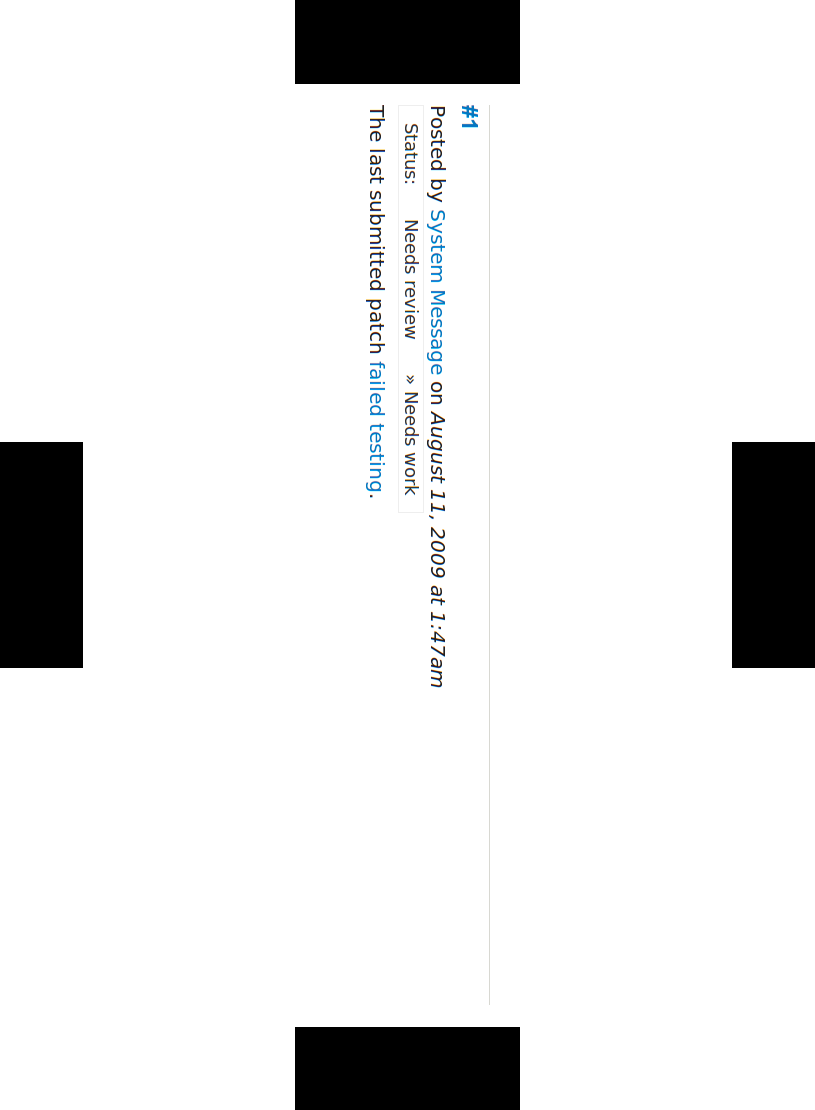 #1
Posted by System Message on August 11, 2009 at 1:47am
Status: Needs review » Needs work
The last submitted patch failed testing.